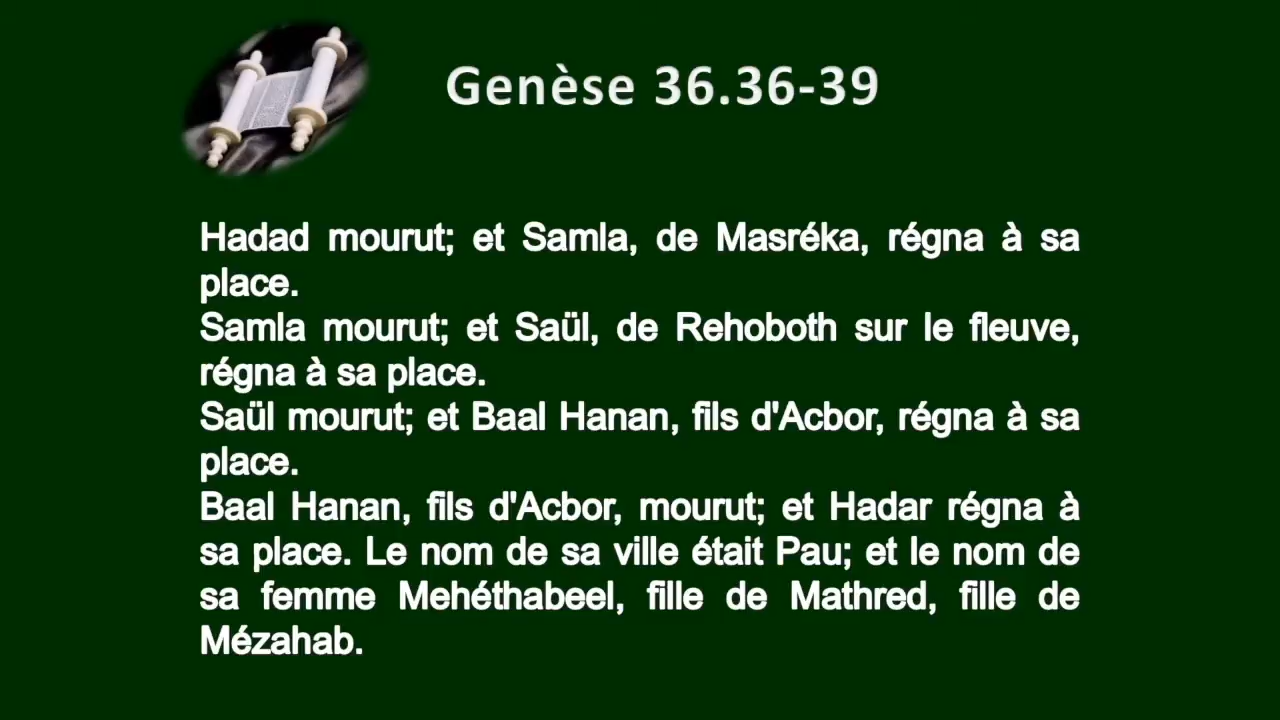 Genèse 36.36-39
Hadad mourut; et Samla, de Masréka, régna à sa
place.
Samla mourut; et Saül, de Rehoboth sur le fleuve,
régna à sa place.
Saül mourut; et Baal Hanan, fils d'Acbor, régna à sa
place.
Baal Hanan, fils d'Acbor, mourut; et Hadar régna à
sa place. Le nom de sa ville était Pau; et le nom de
sa femme Mehéthabeel, fille de Mathred, fille de
Mézahab.